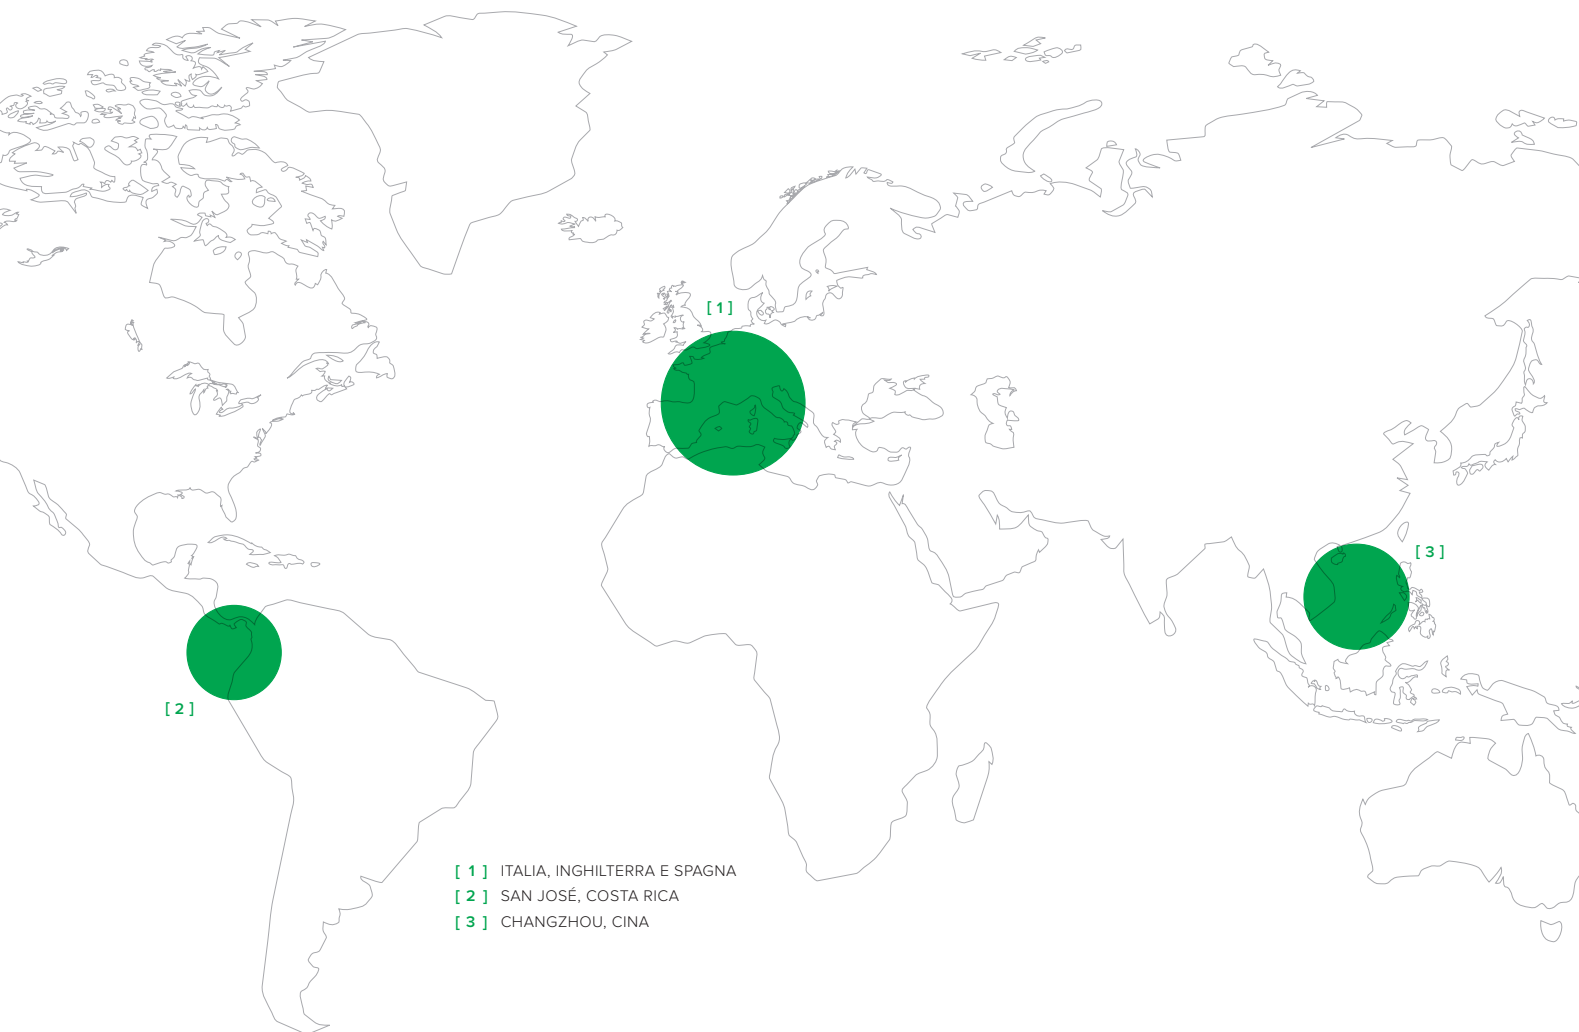 [ 1 ]
[ 3 ]
[ 2 ]
[ 1 ] ITALIA, INGHILTERRA E SPAGNA
[ 2 ] SAN JOSÉ, COSTA RICA
[ 3 ] CHANGZHOU, CINA